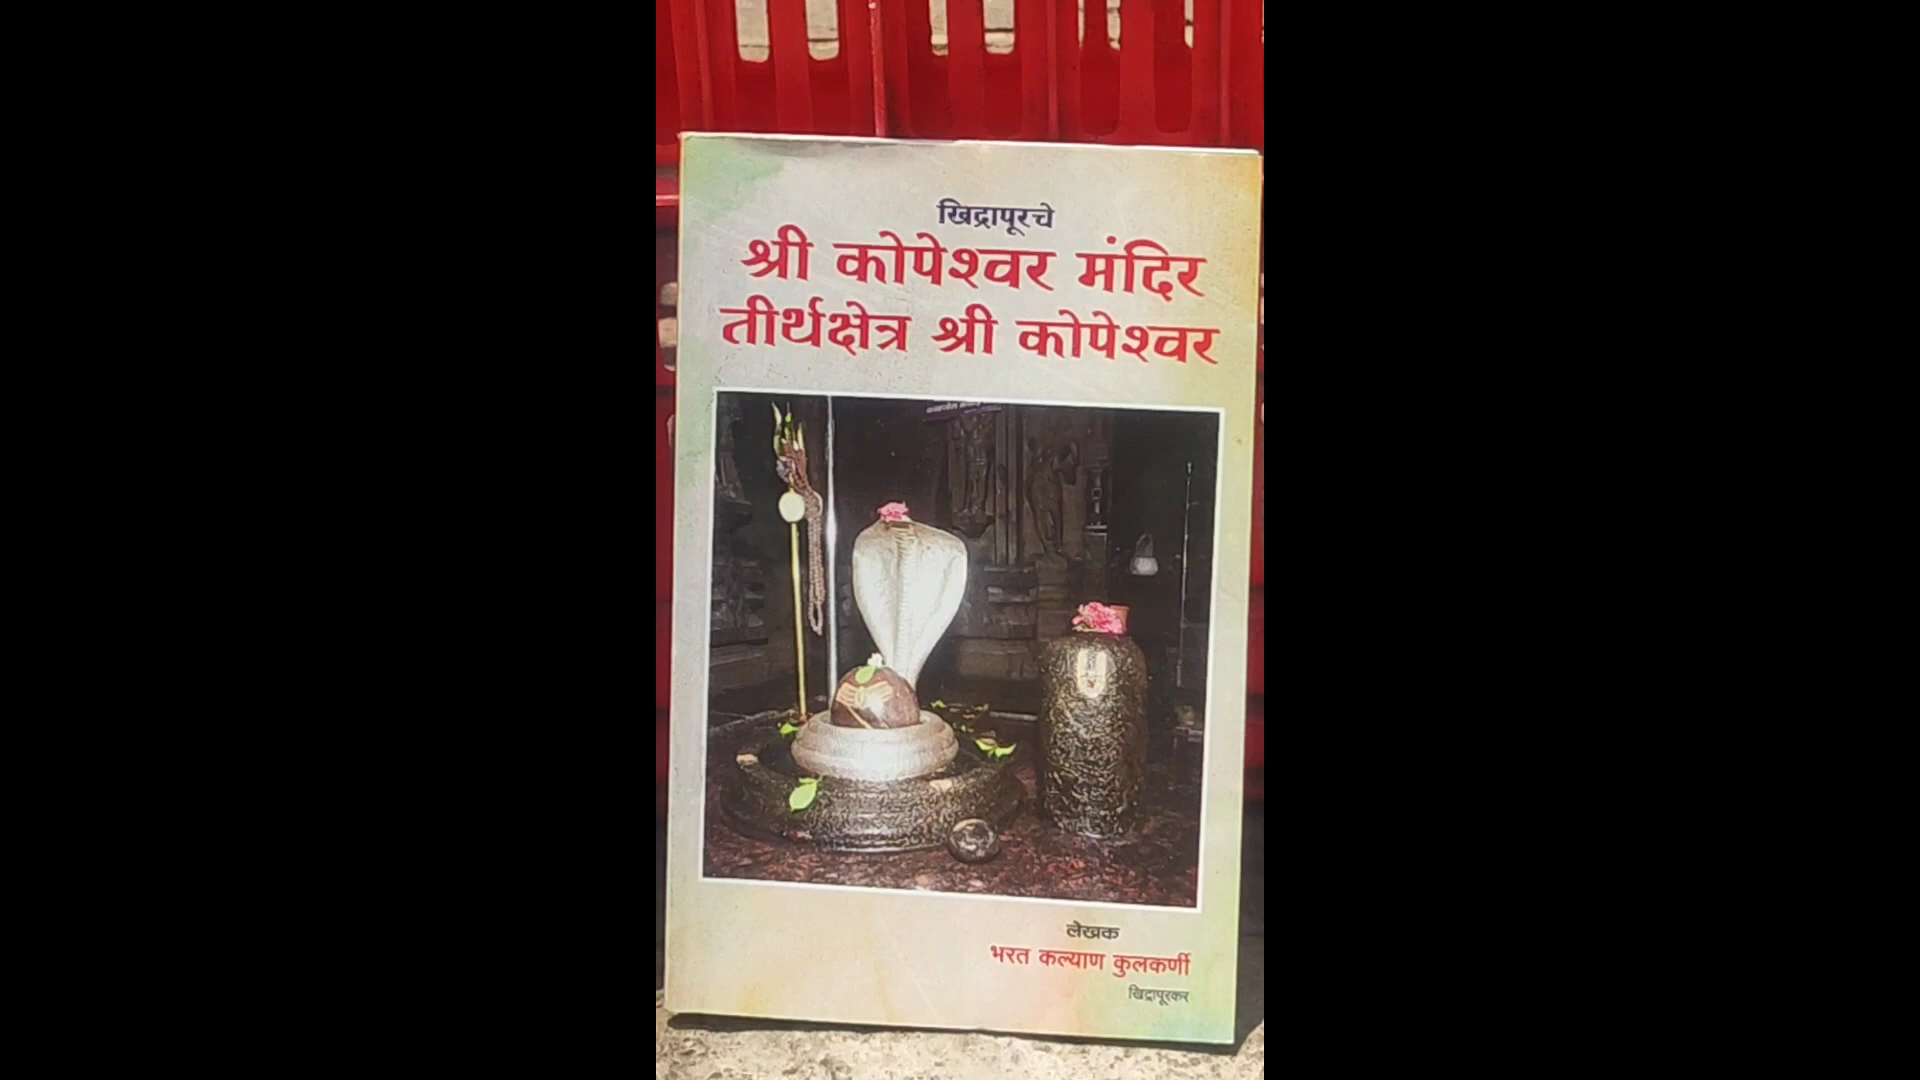 खिद्रापूरचे
श्री कोपेश्वर मंदिर
तीर्थक्षेत्र श्री कोपेश्वर
लेखक
भरत कल्याण कुलकर्णी
खिद्रापूरकर